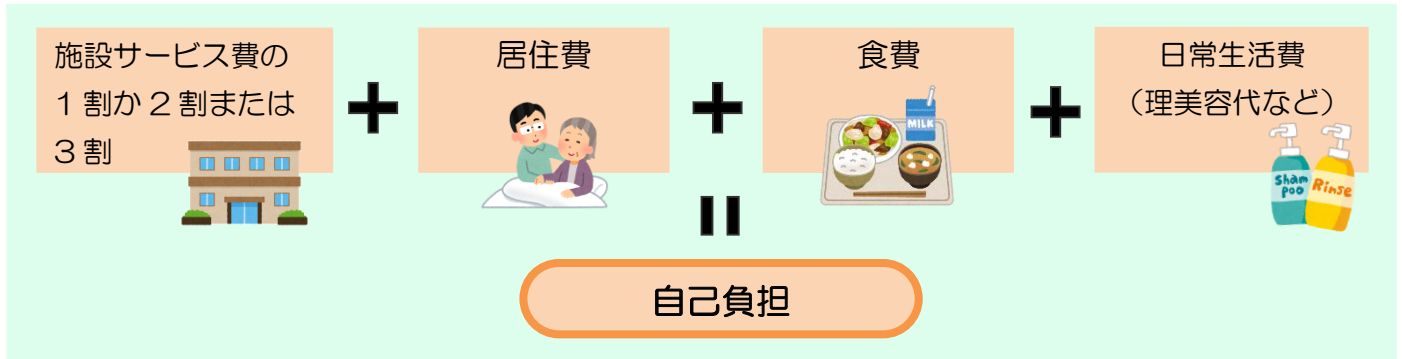 施設サービス費の
１割か２割または
３割
＋
居住費
＋
食費
MILK
＋
日常生活費
（理美容代など）
Sham
poo
Rinse
＝
自己負担